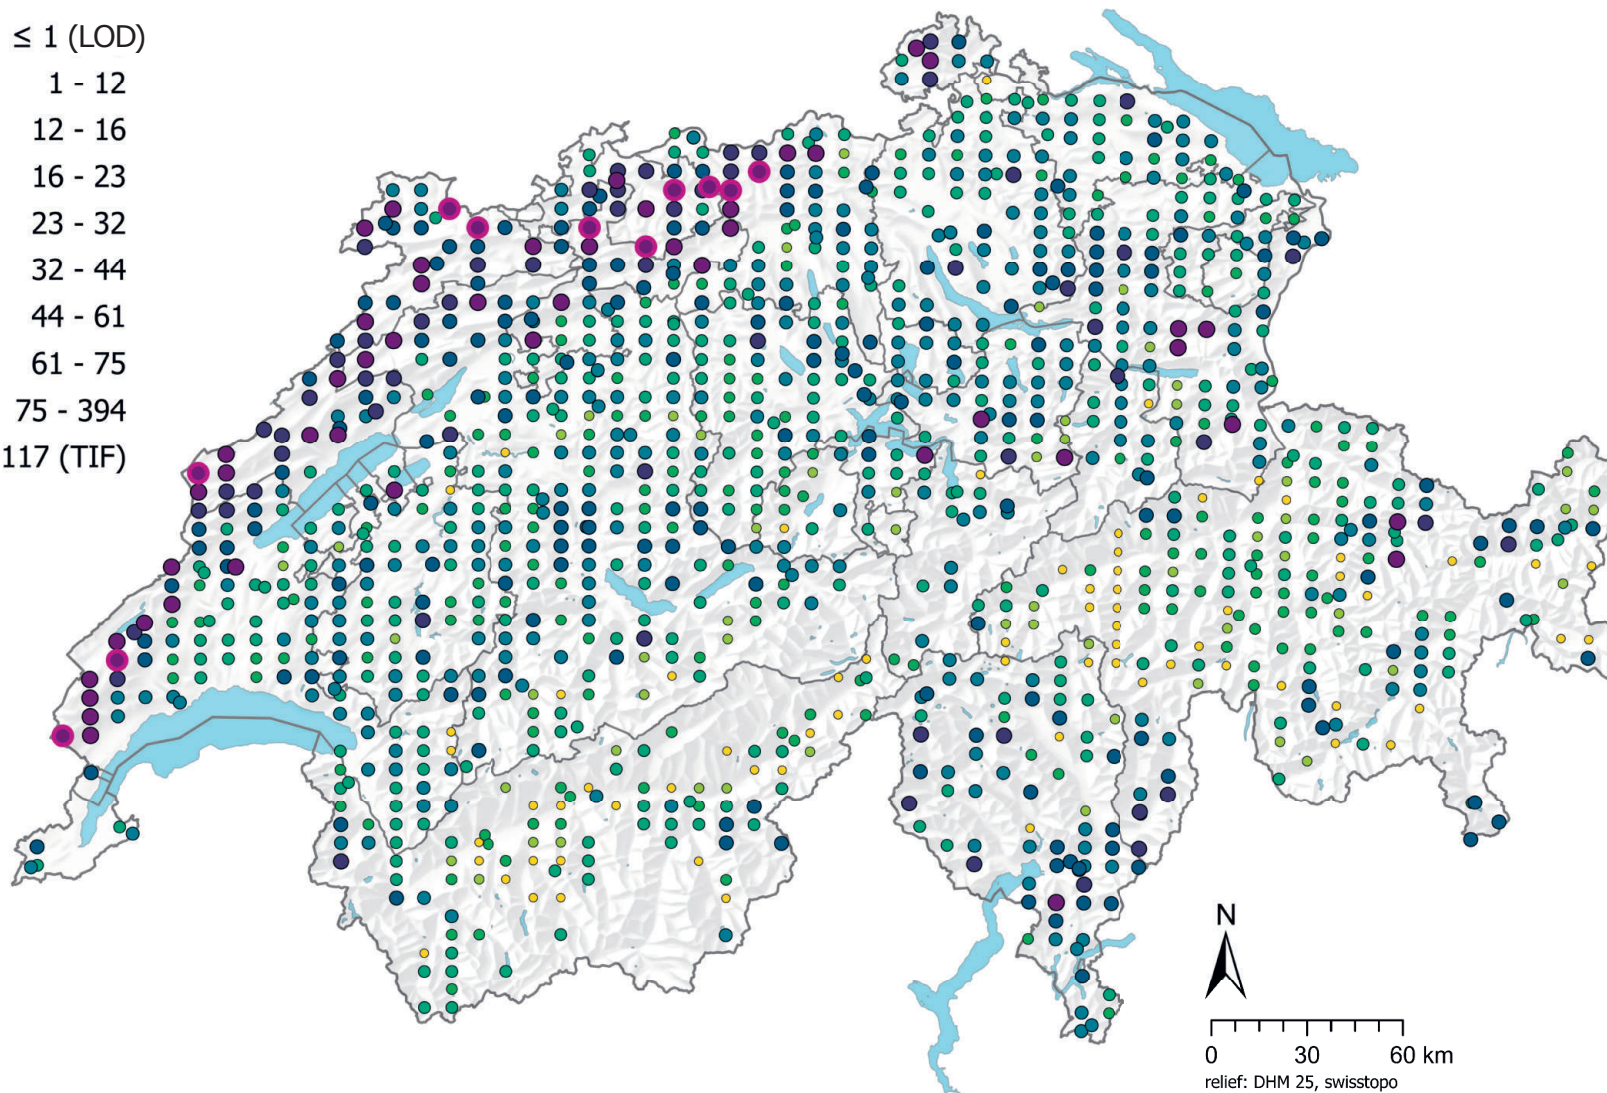 ≤ 1 (LOD)
1 - 12
12 - 16
16 - 23
23 - 32
32 - 44
44 - 61
61 - 75
75 - 394
117 (TIF)
N
0 30 60 km
relief: DHM 25, swisstopo